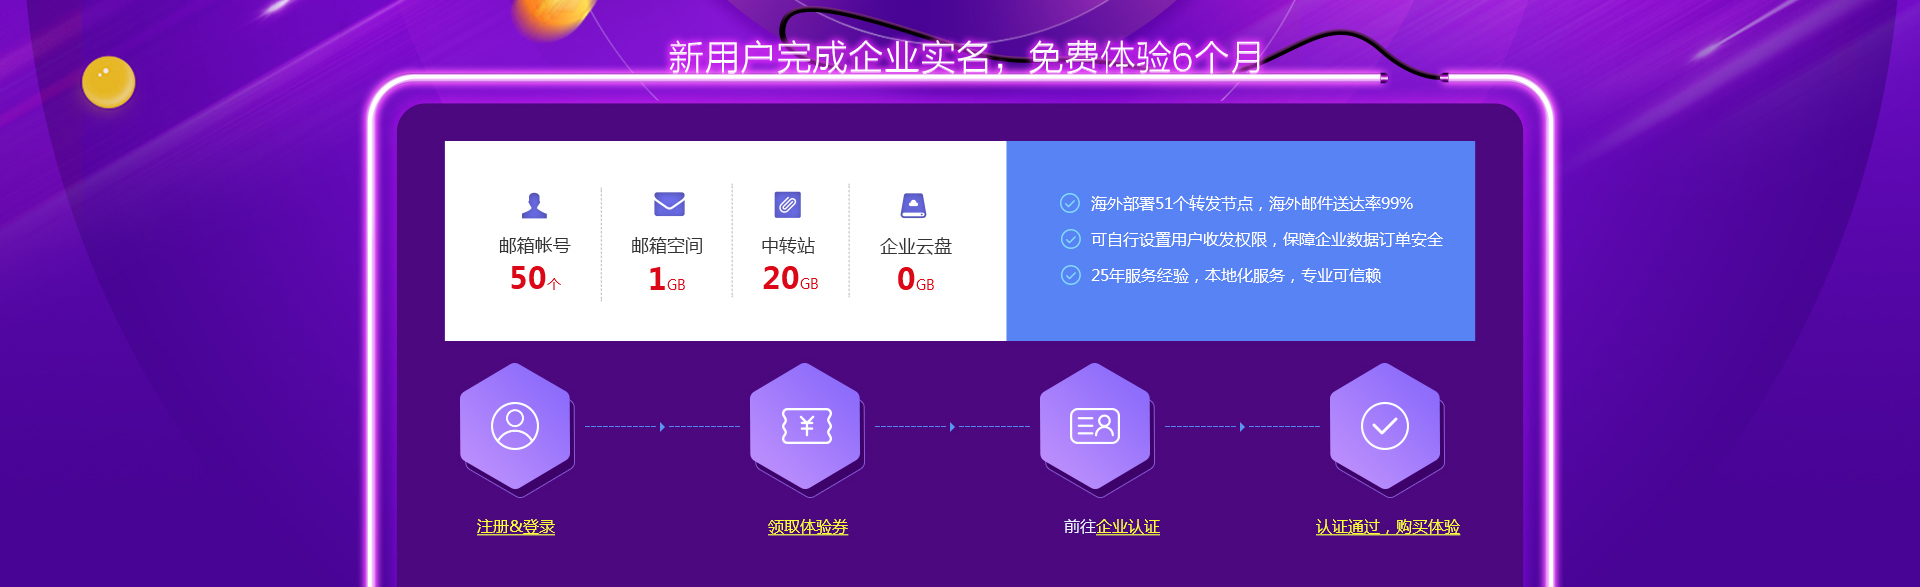 新用户完成企业实名，免费体验6个月
邮箱帐号
50个
邮箱空间
1GB
中转站
20GB
企业云盘
0GB
海外部署51个转发节点，海外邮件送达率99%
可自行设置用户收发权限，保障企业数据订单安全
25年服务经验，本地化服务，专业可信赖
¥
注册&登录
领取体验券
前往企业认证
认证通过，购买体验